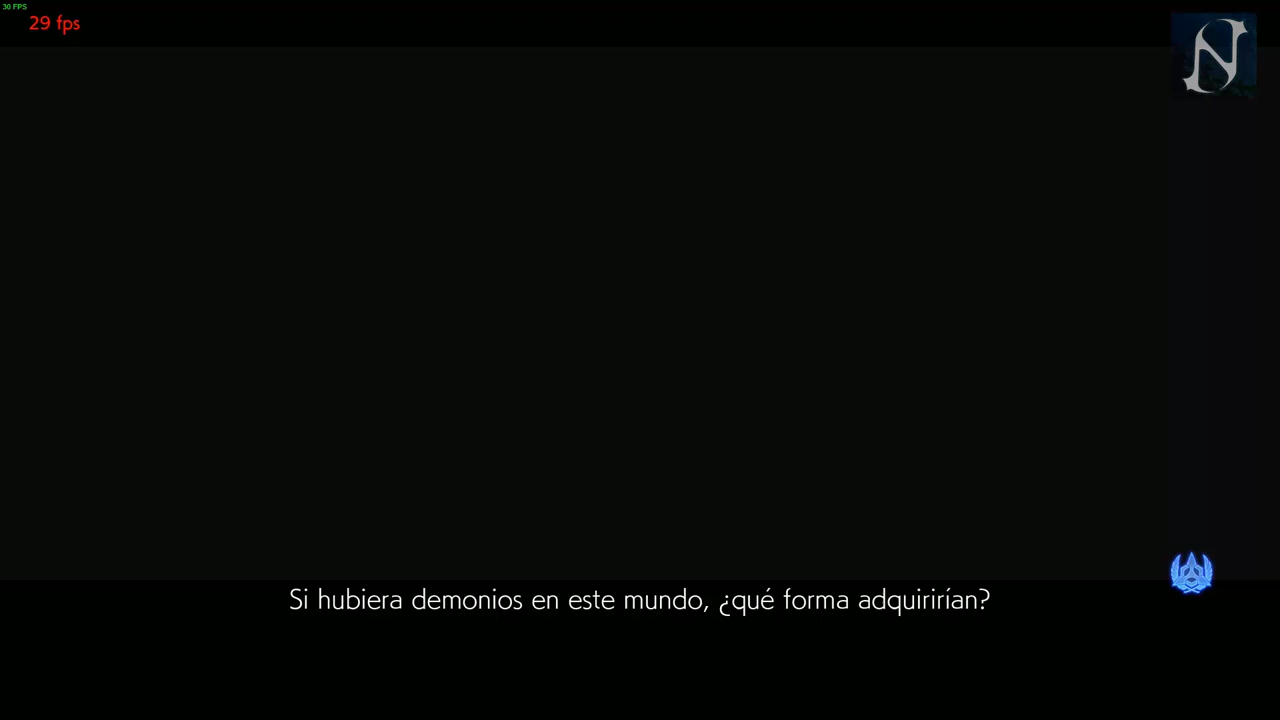 30 FPS
29 fps
N
Si hubiera demonios en este mundo, ¿qué forma adquirirían?